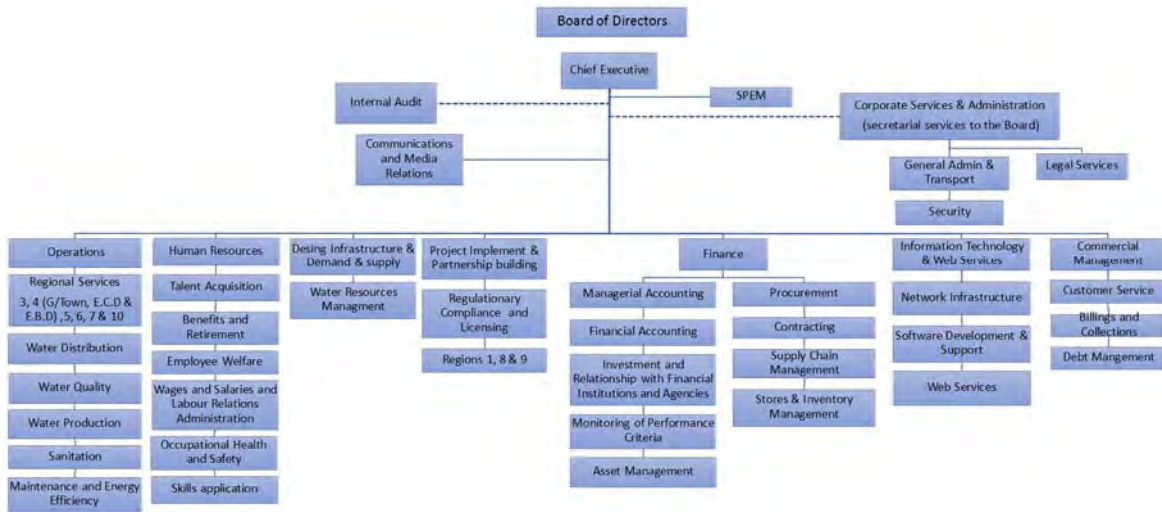 Board of Directors
Chief Executive
Internal Audit
SPEM
Corporate Services & Administration
(secretarial services to the Board)
Communications
and Media
Relations
General Admin &
Transport
Legal Services
Security
Operations
Regional Services
3, 4 (G/Town, E.C.D &
E.B.D) ,5, 6, 7 & 10
Water Distribution
Water Quality
Water Production
Sanitation
Maintenance and Energy
Efficiency
Human Resources
Talent Acquisition
Benefits and
Retirement
Employee Welfare
Wages and Salaries and
Labour Relations
Administration
Occupational Health
and Safety
Skills application
Desing Infrastructure &
Demand & supply
Water Resources
Managment
Project Implement &
Partnership building
Regulationary
Compliance and
Licensing
Regions 1, 8 & 9
Finance
Managerial Accounting
Financial Accounting
Investment and
Relationship with Financial
Institutions and Agencies
Monitoring of Performance
Criteria
Asset Management
Procurement
Contracting
Supply Chain
Management
Stores & Inventory
Management
Information Technology
& Web Services
Network Infrastructure
Software Development &
Support
Web Services
Commercial
Management
Customer Service
Billings and
Collections
Debt Mangement